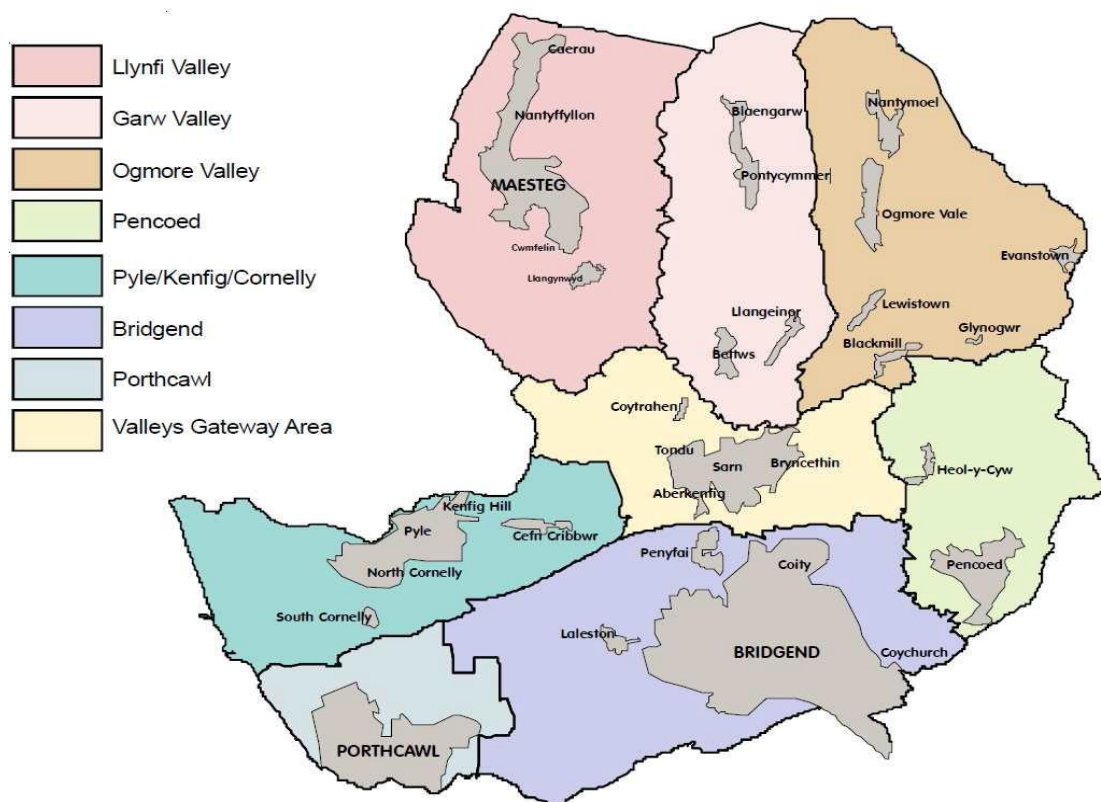 Llynfi Valley
Garw Valley
Ogmore Valley
Pencoed
Pyle/Kenfig/Cornelly
Bridgend
Porthcawl
Valleys Gateway Area
Caerau
Nantyffyllon
MAESTEG
Cwmfelin
Llangynwyd
Blaengarw
Pontycymmer
Llangeinor
Bettws
Nantymoel
Ogmore Vale
Evanstown
Lewistown
Glynogwr
Blackmill
Coytrahen
Tondu
Sarn
Bryncethin
Aberkenfig
Heol-y-Cyw
Pencoed
Kenfig Hill
Pyle
Cefn Cribbwr
North Cornelly
South Cornelly
Penyfai
Coity
Laleston
BRIDGEND
Coychurch
PORTHCAWL